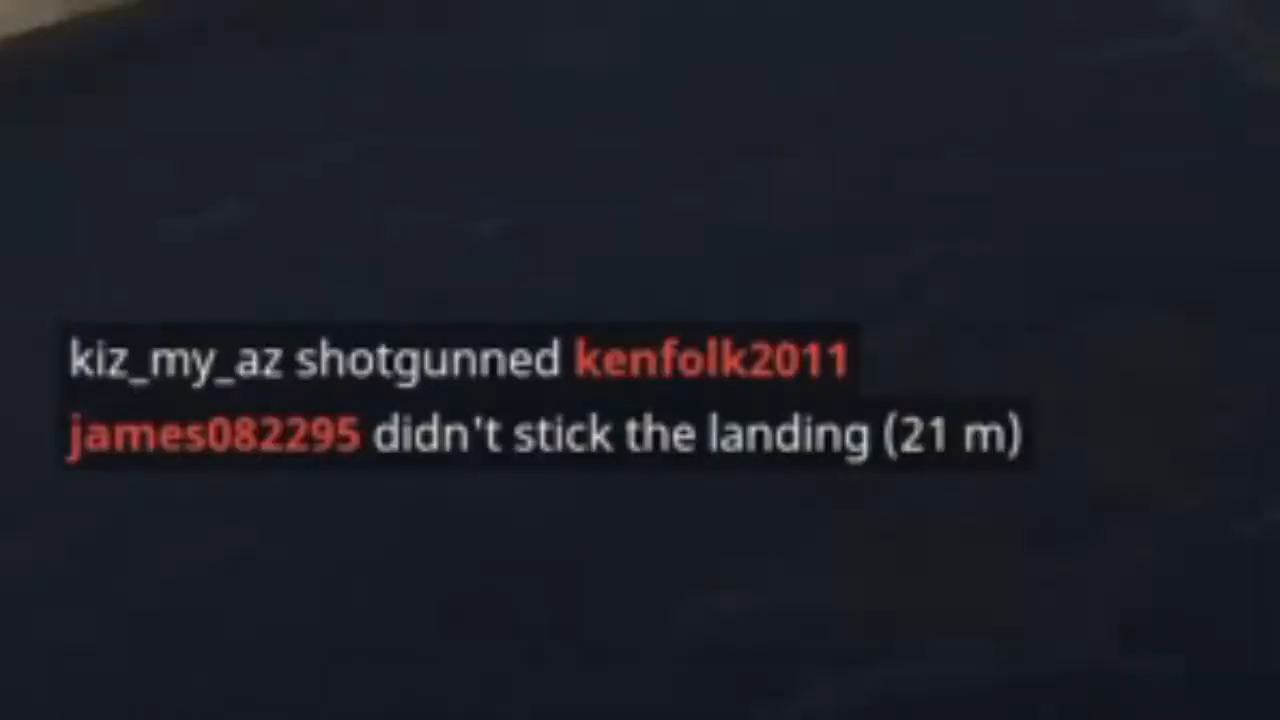 kiz_my_az shotgunned kenfolk2011
james082295 didn't stick the landing (21 m)